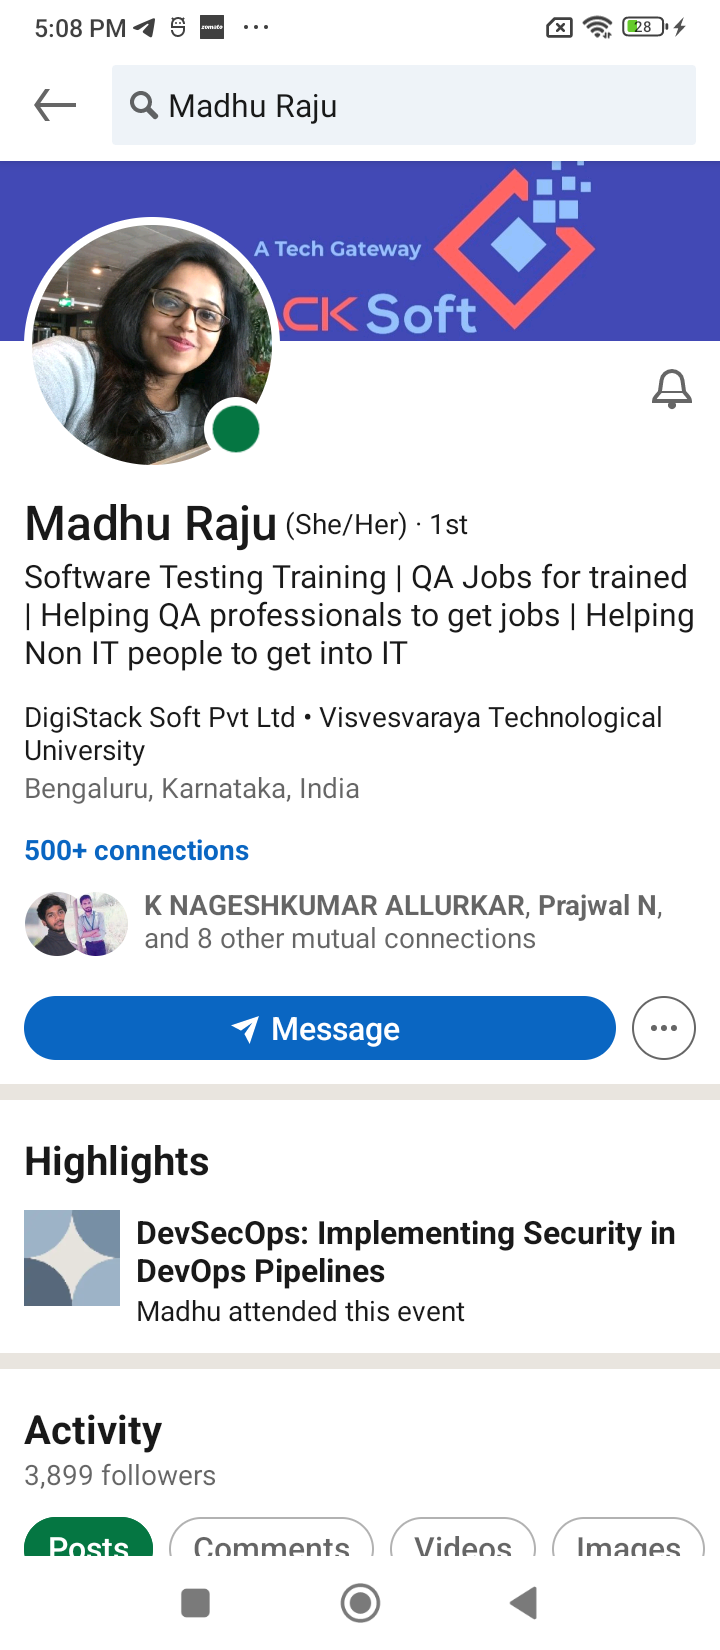 5:08 PM
zomato
28
Madhu Raju
A Tech Gateway
ACK Soft
Madhu Raju (She/Her) · 1st
Software Testing Training | QA Jobs for trained
| Helping QA professionals to get jobs | Helping
Non IT people to get into IT
DigiStack Soft Pvt Ltd • Visvesvaraya Technological
University
Bengaluru, Karnataka, India
500+ connections
K NAGESHKUMAR ALLURKAR, Prajwal N,
and 8 other mutual connections
Message
Highlights
DevSecOps: Implementing Security in
DevOps Pipelines
Madhu attended this event
Activity
3,899 followers
Posts Comments Videos Images